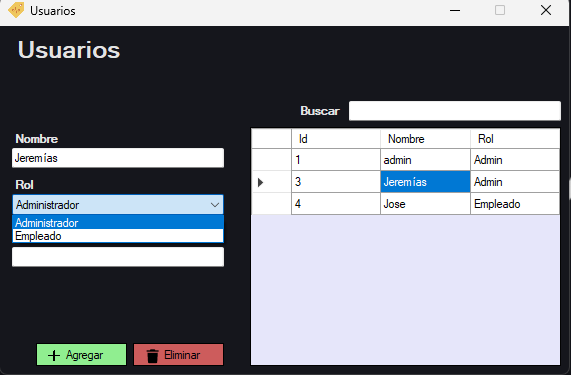 Usuarios
Usuarios
Buscar
Nombre
Jeremías
Rol
Administrador
Administrador
Empleado
Id Nombre Rol
1 admin Admin
3 Jeremías Admin
4 Jose Empleado
Agregar
Eliminar